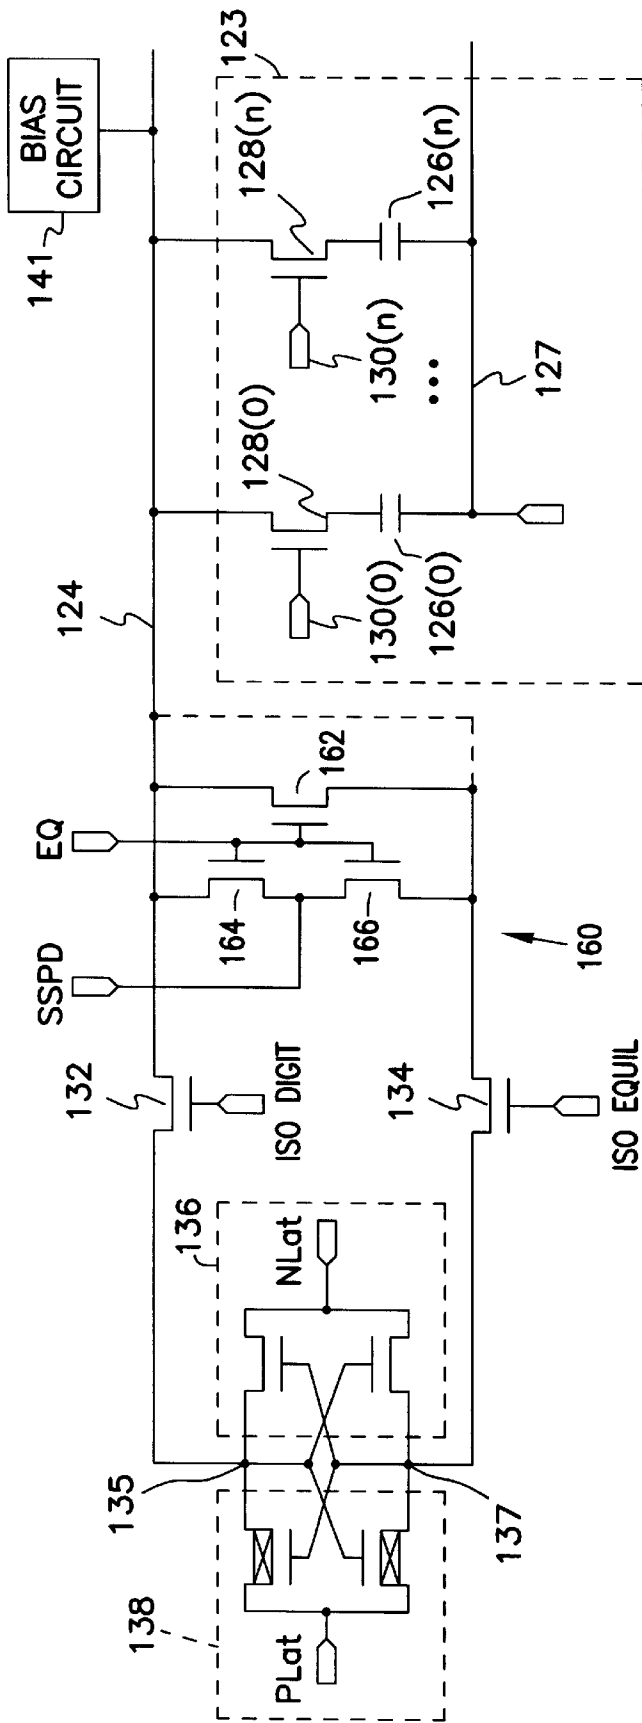 BIAS
CIRCUIT
141
123
128(n)
126(n)
130(n)
128(0)
127
124
130(0)
126(0)
EQ
162
164
166
SSPD
160
132
ISO DIGIT
134
ISO EQUIL
136
NLat
135
137
138
PLat